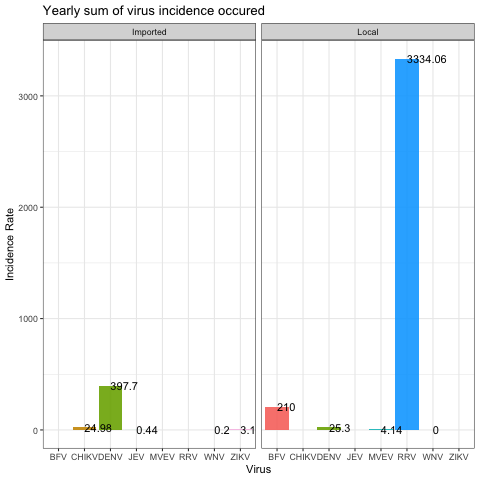 Yearly sum of virus incidence occured
Imported
Local
3000
2000
1000
0
Incidence Rate
24.98
397.7
0.44
0.2
3.1
210
25.3
4.14
3334.06
0
BFV CHIKV DENV JEV MVEV RRV WNV ZIKV
BFV CHIKV DENV JEV MVEV RRV WNV ZIKV
Virus